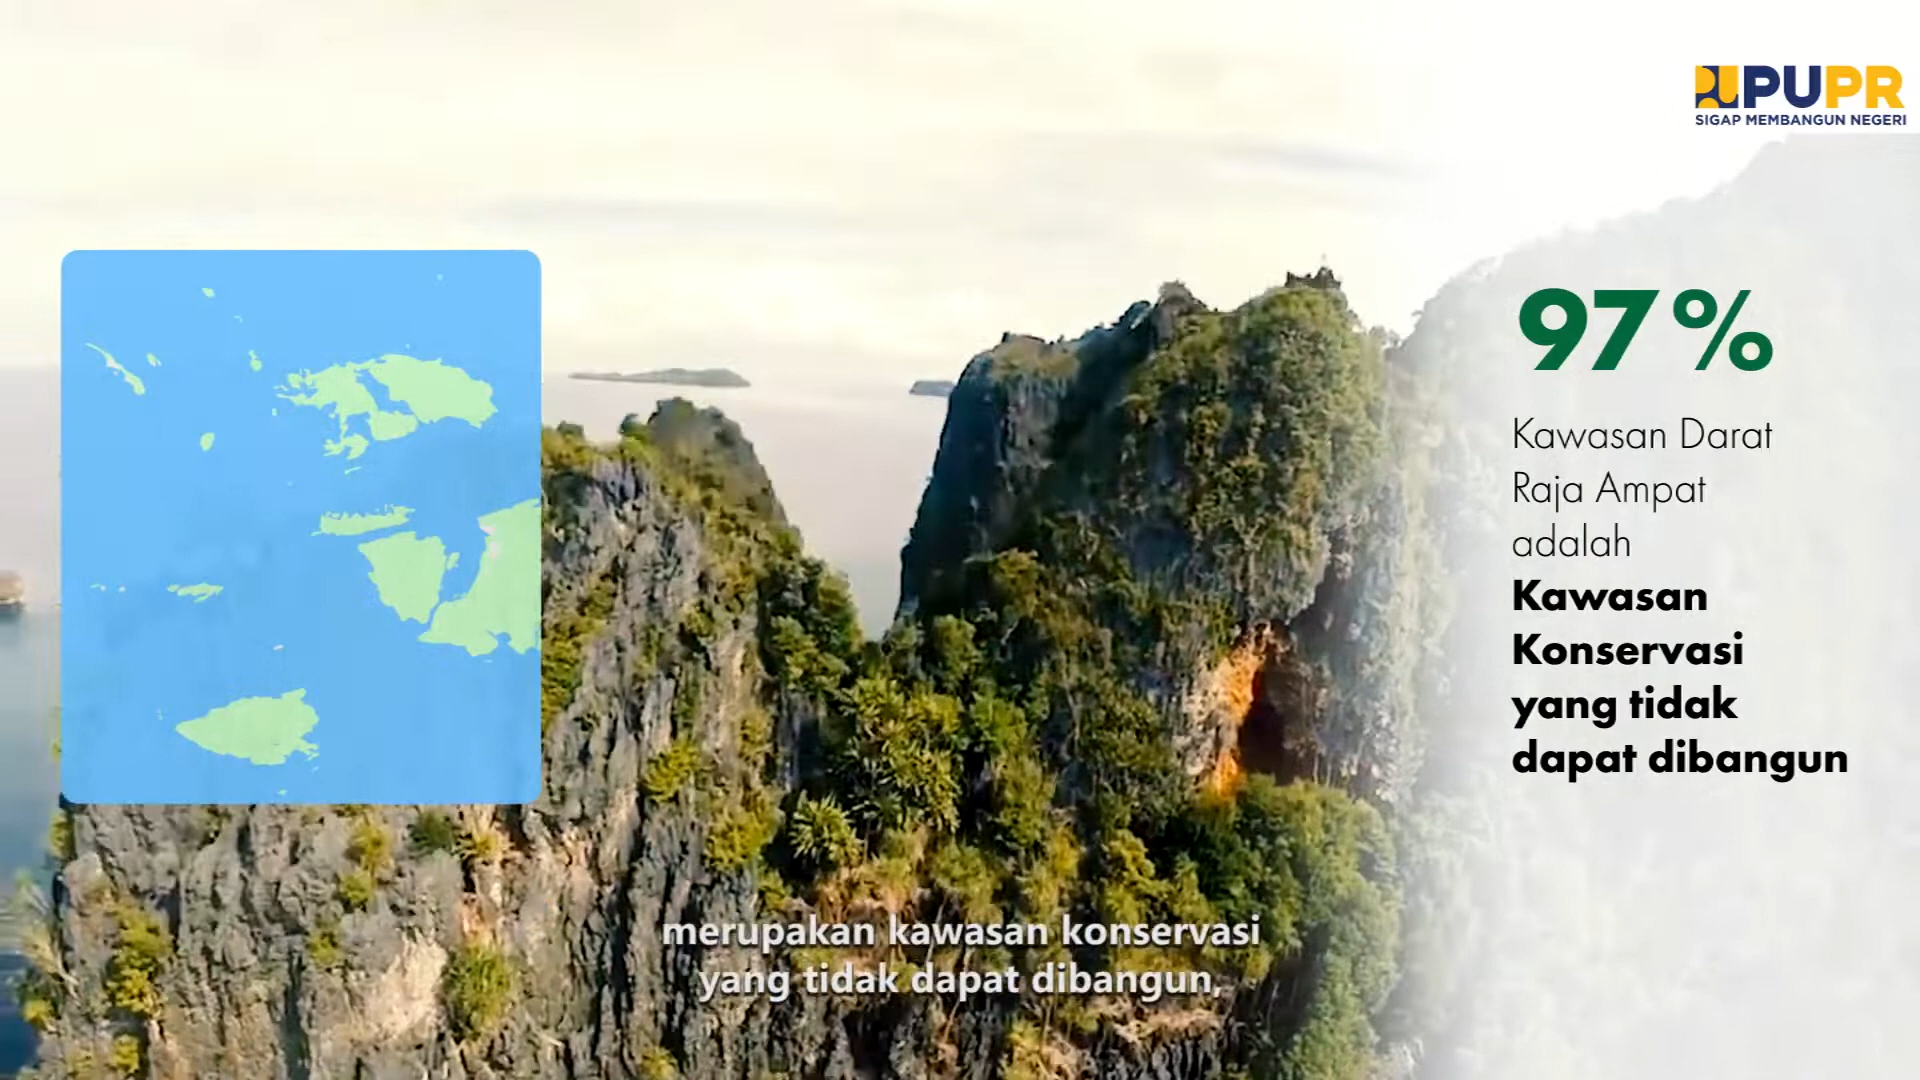 PUPR
SIGAP MEMBANGUN NEGERI
97%
Kawasan Darat
Raja Ampat
adalah
Kawasan
Konservasi
yang tidak
dapat dibangun
merupakan kawasan konservasi
yang tidak dapat dibangun,